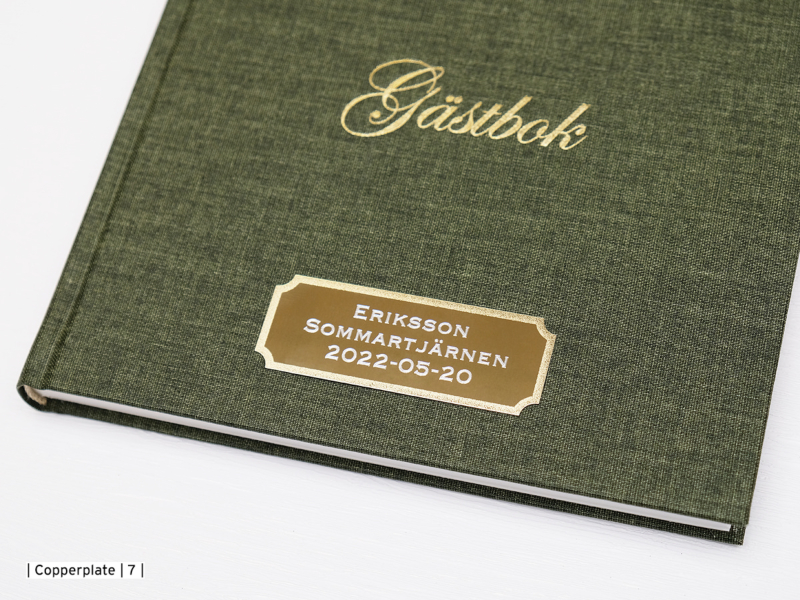 Gästbok
Eriksson
Sommartjärnen
2022-05-20
| Copperplate | 7 |